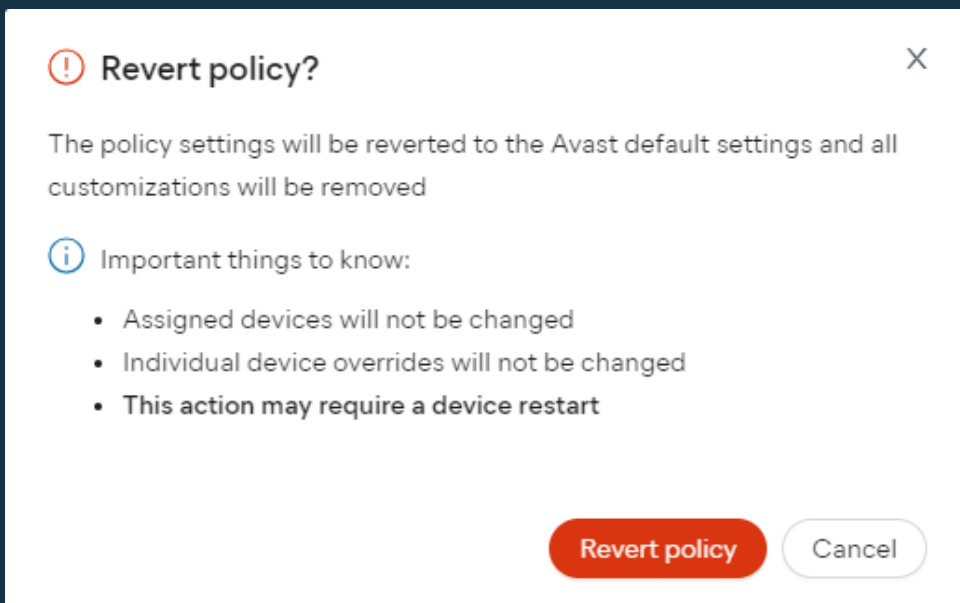 Revert policy?
The policy settings will be reverted to the Avast default settings and all
customizations will be removed
Important things to know:
Assigned devices will not be changed
Individual device overrides will not be changed
This action may require a device restart
Revert policy
Cancel